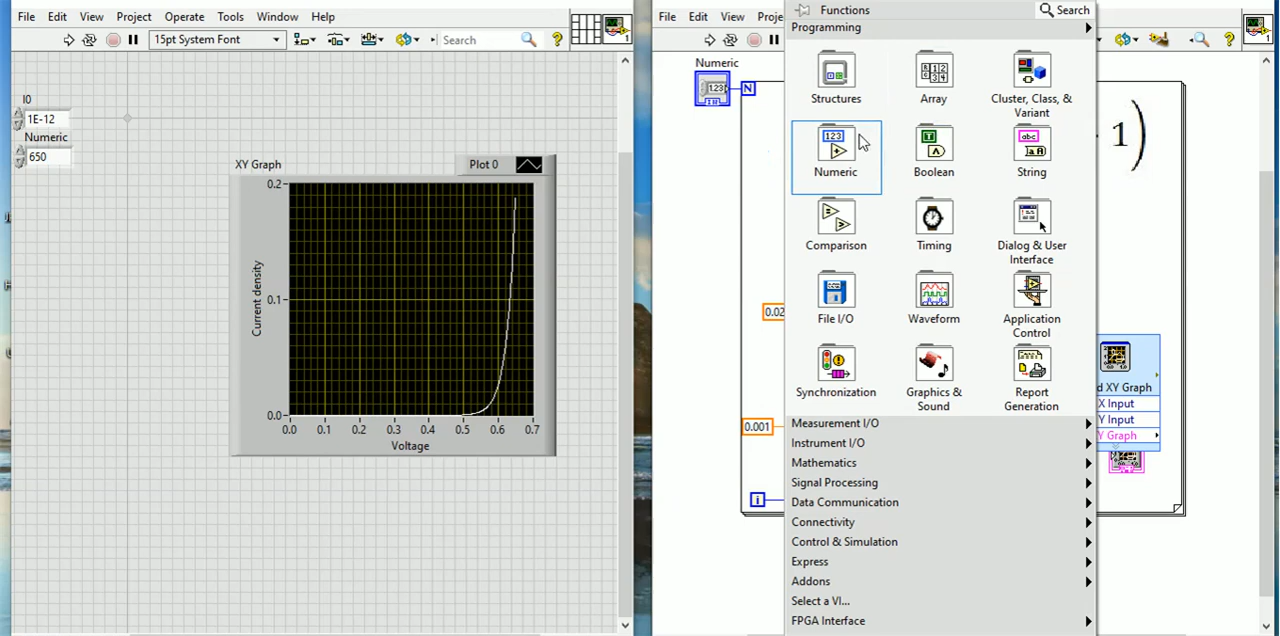 File Edit View Project Operate Tools Window Help
15pt System Font
Search
I0
1E-12
Numeric
650
XY Graph
Plot 0
0.2
0.1
0.0
Current density
0.0 0.1 0.2 0.3 0.4 0.5 0.6 0.7
Voltage
File Edit View Proje
Numeric
123
N
0.02
0.001
i
1)
d XY Graph
X Input
Y Input
Y Graph
Functions
Search
Programming
Structures
Array
Cluster, Class, &
Variant
Numeric
Boolean
String
Comparison
Timing
Dialog & User
Interface
File I/O
Waveform
Application
Control
Synchronization
Graphics &
Sound
Report
Generation
Measurement I/O
Instrument I/O
Mathematics
Signal Processing
Data Communication
Connectivity
Control & Simulation
Express
Addons
Select a VI...
FPGA Interface